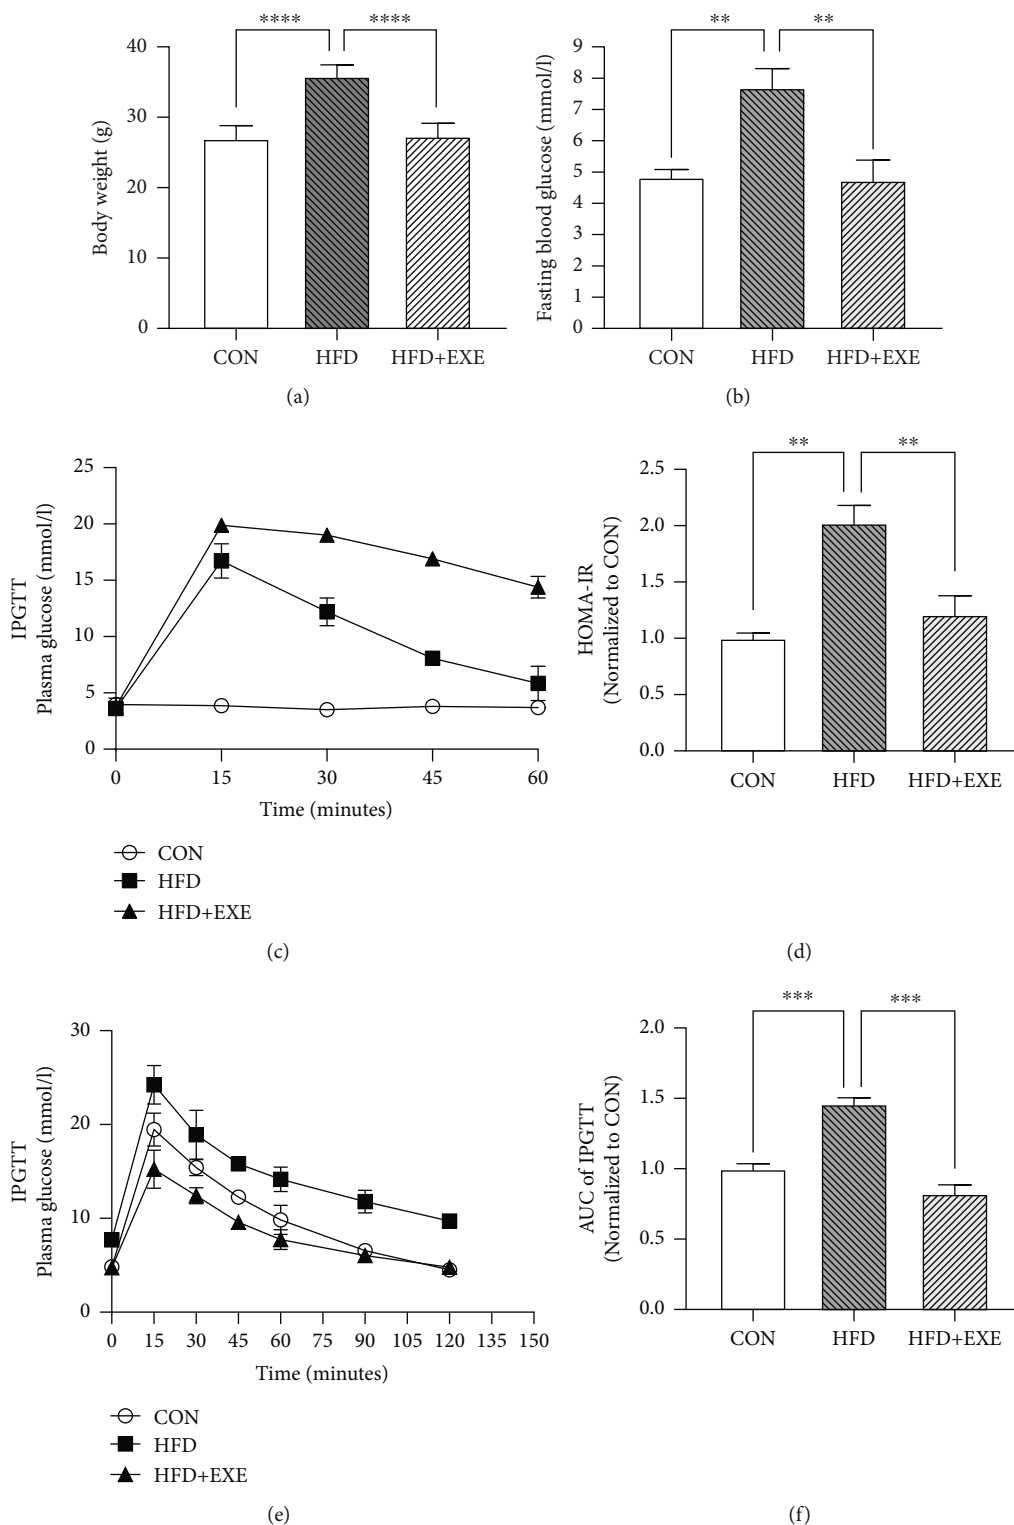 **** ****
40
30
20
10
0
Body weight (g)
CON HFD HFD+EXE
(a)
** **
9
8
7
6
5
4
3
2
1
0
Fasting blood glucose (mmol/l)
CON HFD HFD+EXE
(b)
25
20
15
10
5
0
IPGTT
Plasma glucose (mmol/l)
0 15 30 45 60
Time (minutes)
CON
HFD
HFD+EXE
(c)
** **
2.5
2.0
1.5
1.0
0.5
0.0
HOMA-IR
(Normalized to CON)
CON HFD HFD+EXE
(d)
30
20
10
0
IPGTT
Plasma glucose (mmol/l)
0 15 30 45 60 75 90 105 120 135 150
Time (minutes)
CON
HFD
HFD+EXE
(e)
*** ***
2.0
1.5
1.0
0.5
0.0
AUC of IPGTT
(Normalized to CON)
CON HFD HFD+EXE
(f)